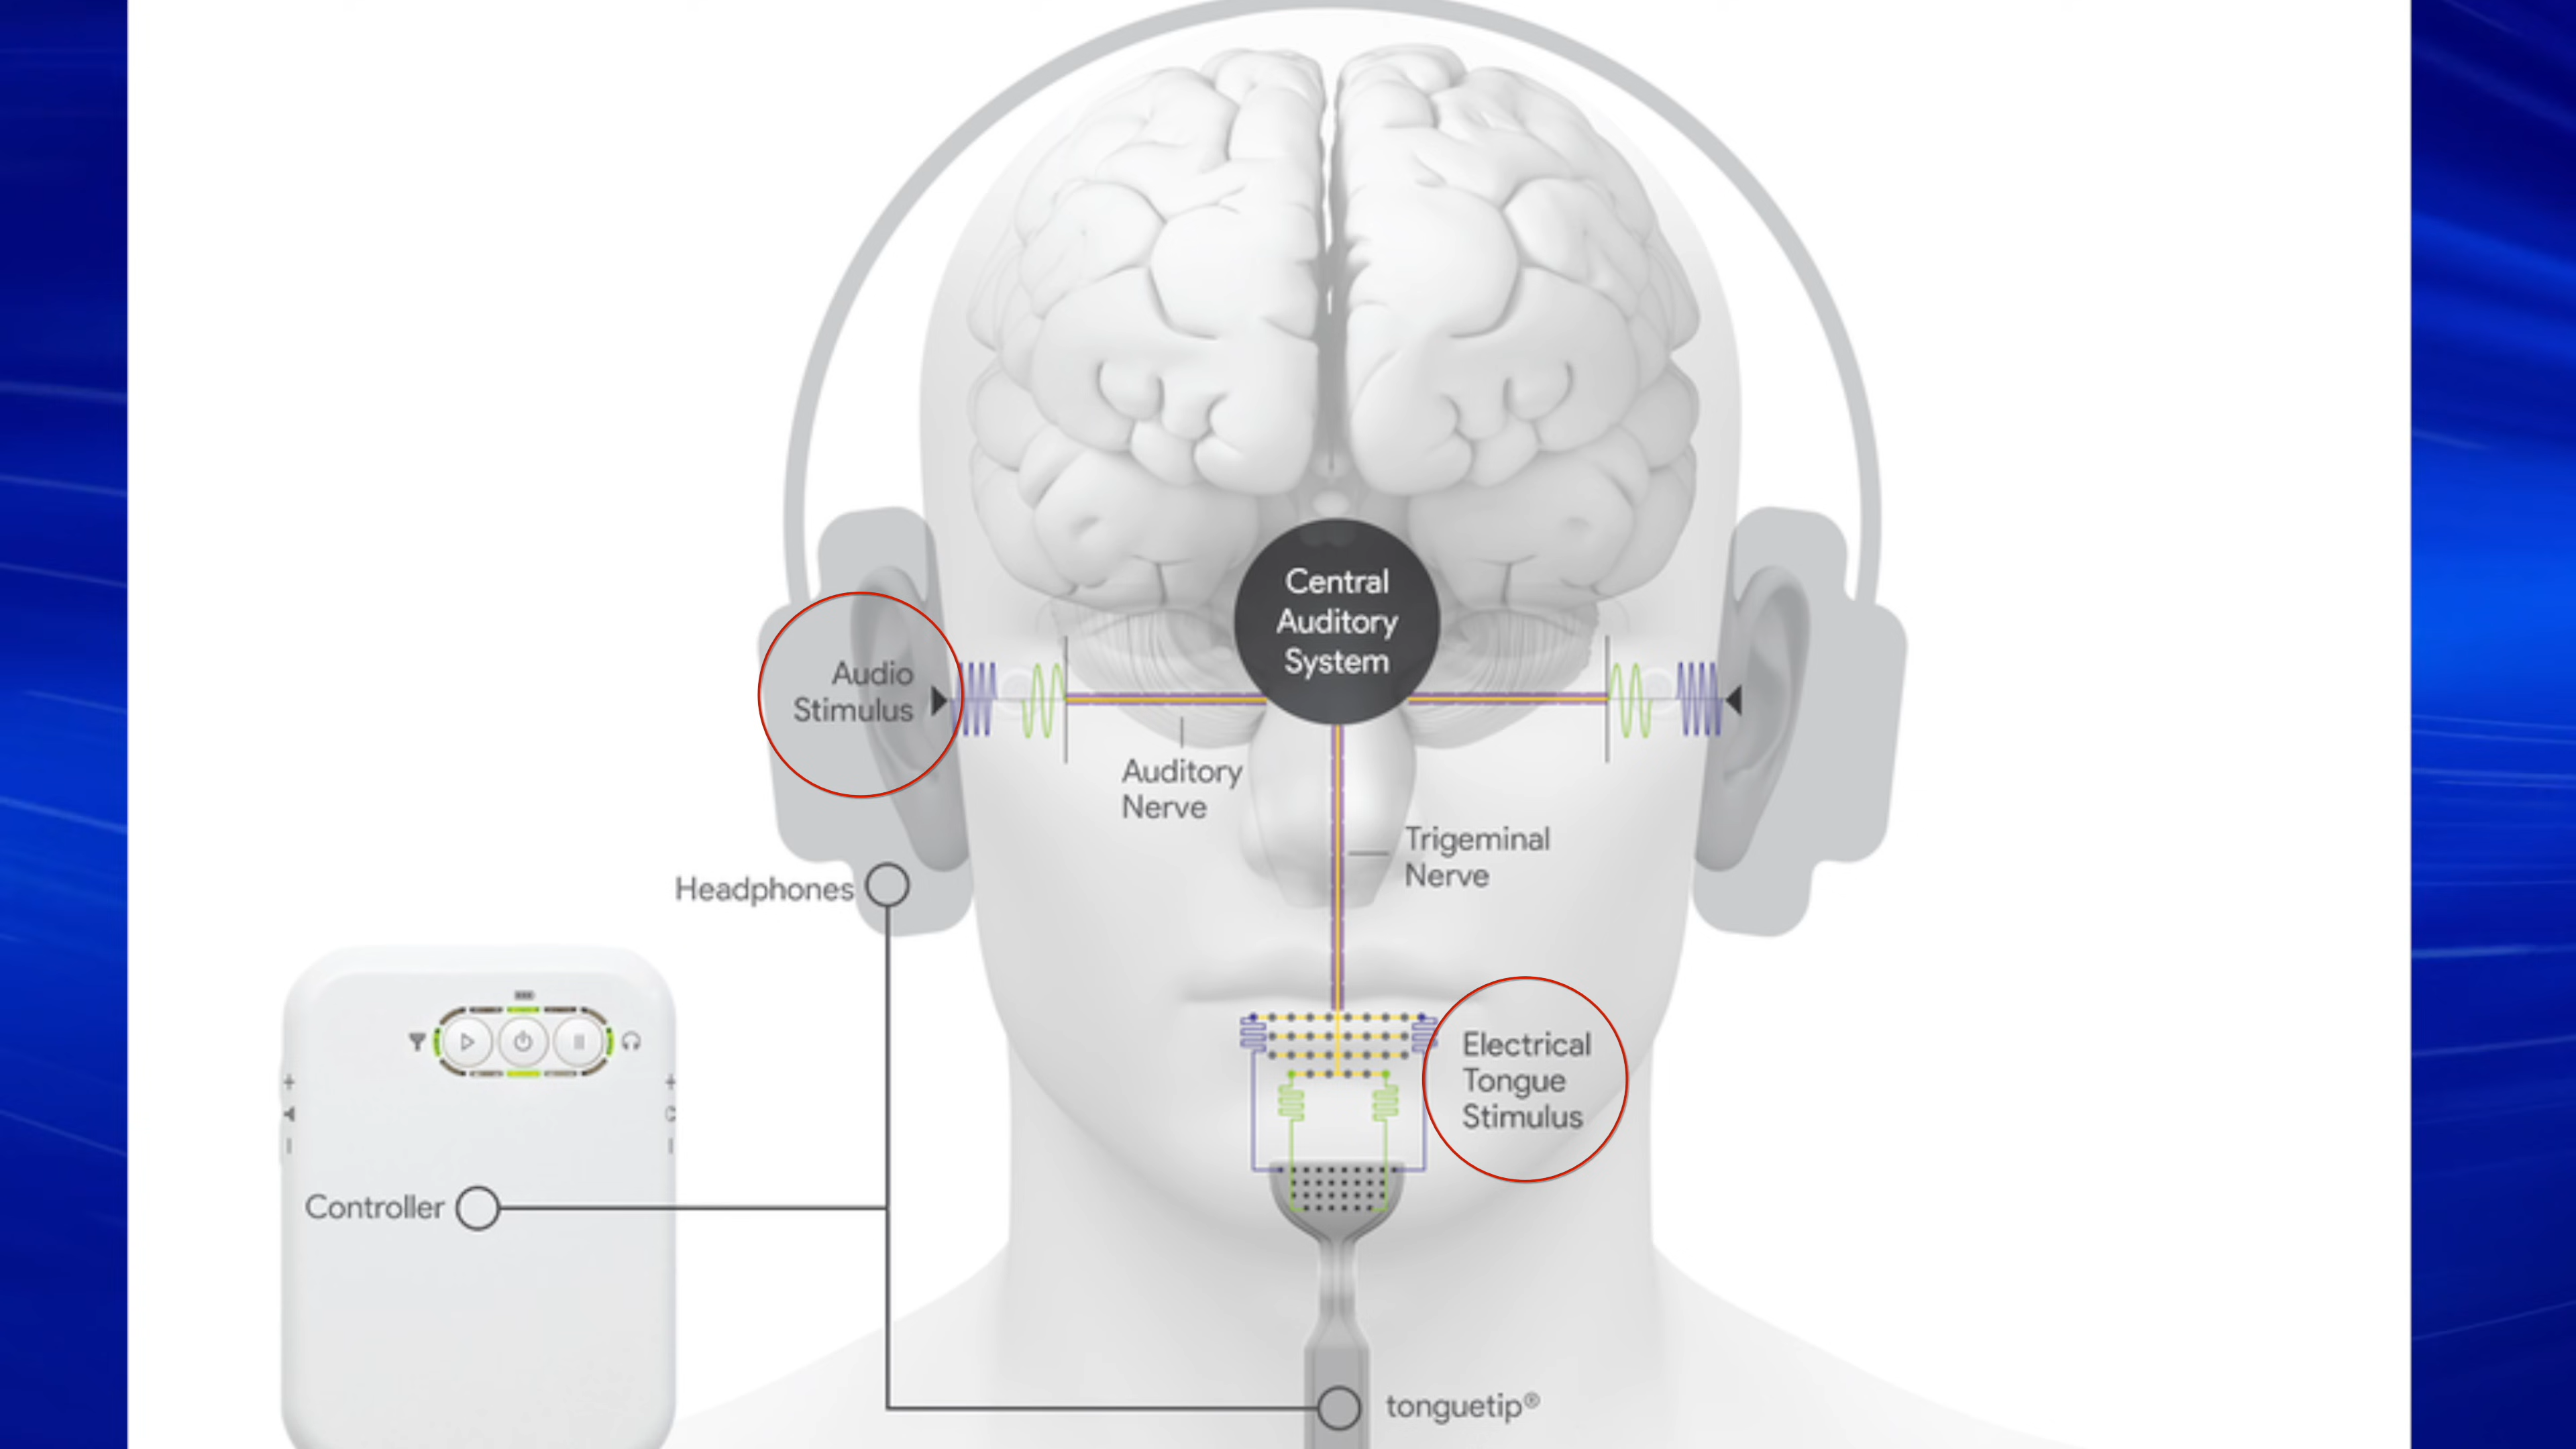 Central
Auditory
System
Audio
Stimulus
Auditory
Nerve
Trigeminal
Nerve
Headphones
Electrical
Tongue
Stimulus
Controller
tonguetip®